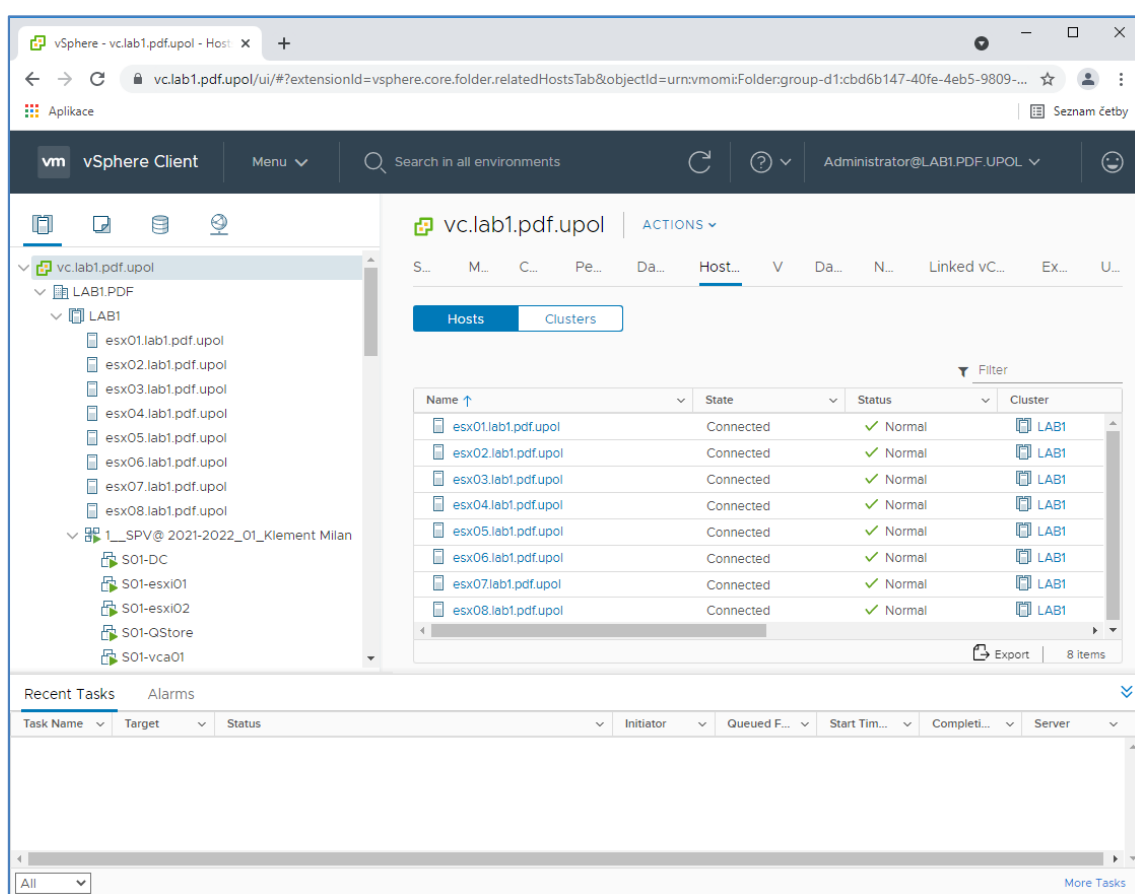 vSphere - vc.lab1.pdf.upol - Host
vc.lab1.pdf.upol/ui/#?extensionId=vsphere.core.folder.relatedHostsTab&objectId=urn:vmomi:Folder:group-d1:cbd6b147-40fe-4eb5-9809-...
Aplikace
Seznam četby
vm vSphere Client Menu Search in all environments Administrator@LAB1.PDF.UPOL
vc.lab1.pdf.upol
LAB1.PDF
LAB1
esx01.lab1.pdf.upol
esx02.lab1.pdf.upol
esx03.lab1.pdf.upol
esx04.lab1.pdf.upol
esx05.lab1.pdf.upol
esx06.lab1.pdf.upol
esx07.lab1.pdf.upol
esx08.lab1.pdf.upol
1__SPV@ 2021-2022_01_Klement Milan
S01-DC
S01-esxi01
S01-esxi02
S01-QStore
S01-vca01
vc.lab1.pdf.upol ACTIONS
S... M... C... Pe... Da... Host... V Da... N... Linked vC... Ex... U...
Hosts Clusters
Filter
Name State Status Cluster
esx01.lab1.pdf.upol Connected Normal LAB1
esx02.lab1.pdf.upol Connected Normal LAB1
esx03.lab1.pdf.upol Connected Normal LAB1
esx04.lab1.pdf.upol Connected Normal LAB1
esx05.lab1.pdf.upol Connected Normal LAB1
esx06.lab1.pdf.upol Connected Normal LAB1
esx07.lab1.pdf.upol Connected Normal LAB1
esx08.lab1.pdf.upol Connected Normal LAB1
Export 8 items
Recent Tasks Alarms
Task Name Target Status Initiator Queued F... Start Tim... Completi... Server
All
More Tasks